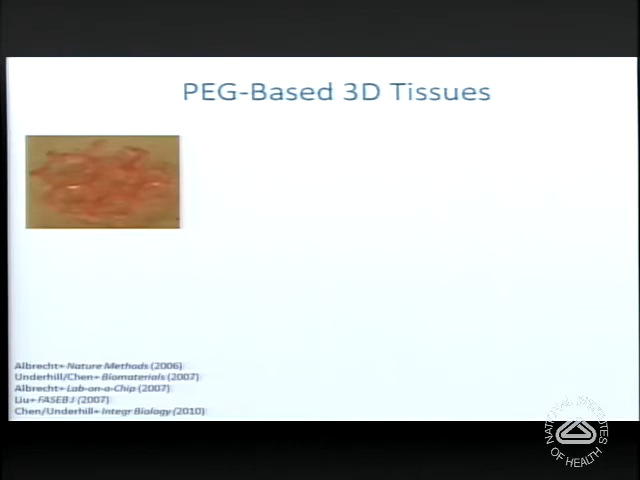 PEG-Based 3D Tissues
Albrecht+ Nature Methods (2006)
Underhill/Chen+ Biomaterials (2007)
Albrecht+ Lab-on-a-Chip (2007)
Liu+ FASEB J (2007)
Chen/Underhill+ Integr Biology (2010)
NATIONAL INSTITUTES
OF HEALTH